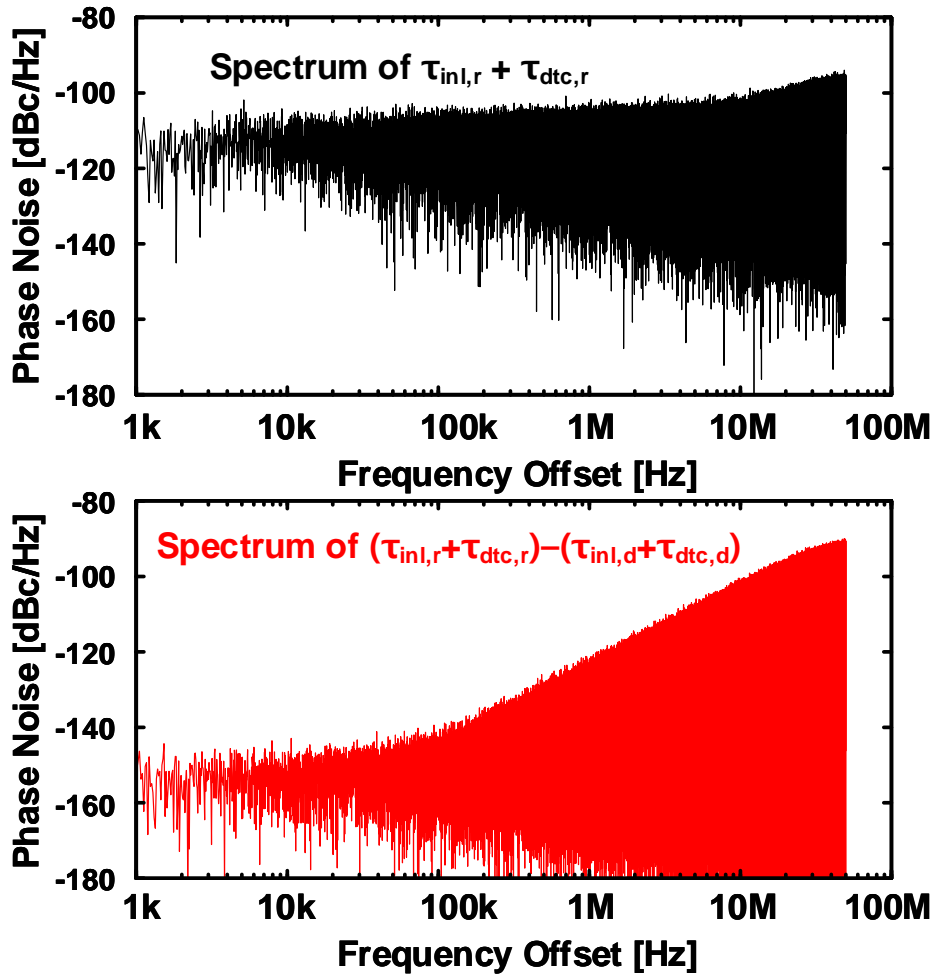 -80
Spectrum of τinl,r + τdtc,r
-100
-120
-140
-160
-180
Phase Noise [dBc/Hz]
1k 10k 100k 1M 10M 100M
Frequency Offset [Hz]
-80
Spectrum of (τinl,r+τdtc,r)–(τinl,d+τdtc,d)
-100
-120
-140
-160
-180
Phase Noise [dBc/Hz]
1k 10k 100k 1M 10M 100M
Frequency Offset [Hz]